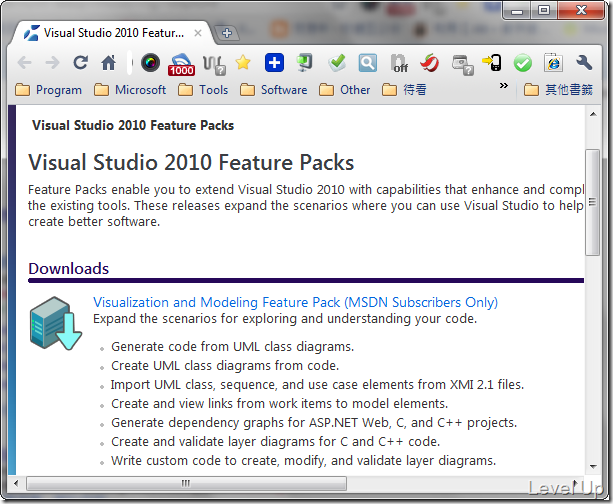 Visual Studio 2010 Featur...
1000
off
Program
Microsoft
Tools
Software
Other
待看
»
其他書籤
Visual Studio 2010 Feature Packs
Visual Studio 2010 Feature Packs
Feature Packs enable you to extend Visual Studio 2010 with capabilities that enhance and compl
the existing tools. These releases expand the scenarios where you can use Visual Studio to help
create better software.
Downloads
Visualization and Modeling Feature Pack (MSDN Subscribers Only)
Expand the scenarios for exploring and understanding your code.
Generate code from UML class diagrams.
Create UML class diagrams from code.
Import UML class, sequence, and use case elements from XMI 2.1 files.
Create and view links from work items to model elements.
Generate dependency graphs for ASP.NET Web, C, and C++ projects.
Create and validate layer diagrams for C and C++ code.
Write custom code to create, modify, and validate layer diagrams.
Level Up